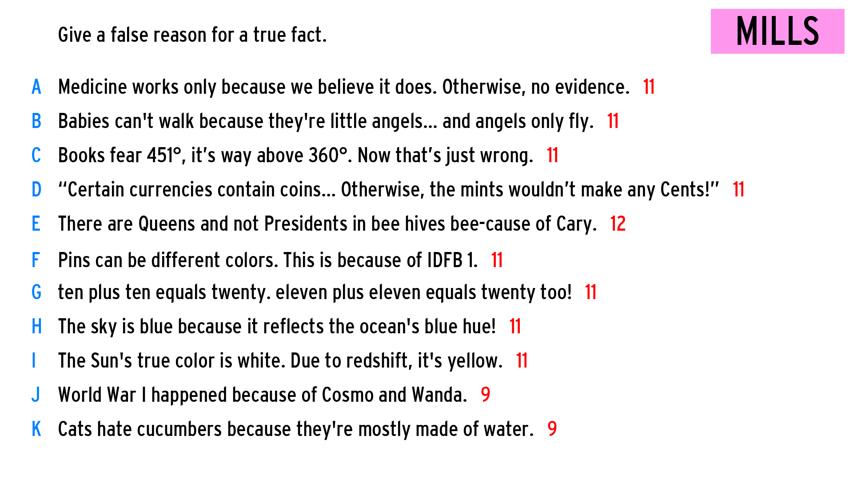 Give a false reason for a true fact.
MILLS
A Medicine works only because we believe it does. Otherwise, no evidence. 11
B Babies can't walk because they're little angels... and angels only fly. 11
C Books fear 451°, it’s way above 360°. Now that’s just wrong. 11
D “Certain currencies contain coins... Otherwise, the mints wouldn’t make any Cents!” 11
E There are Queens and not Presidents in bee hives bee-cause of Cary. 12
F Pins can be different colors. This is because of IDFB 1. 11
G ten plus ten equals twenty. eleven plus eleven equals twenty too! 11
H The sky is blue because it reflects the ocean's blue hue! 11
I The Sun's true color is white. Due to redshift, it's yellow. 11
J World War I happened because of Cosmo and Wanda. 9
K Cats hate cucumbers because they're mostly made of water. 9